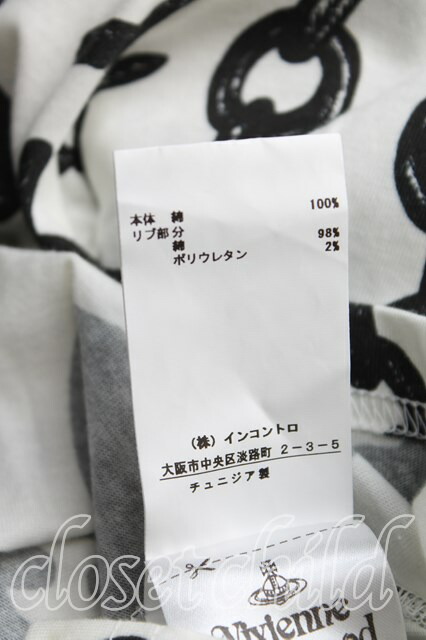 本体 綿 100%
リブ部分 98%
綿 2%
ポリウレタン
(株) インコントロ
大阪市中央区淡路町 2-3-5
チュニジア製
Vivienne
closet child